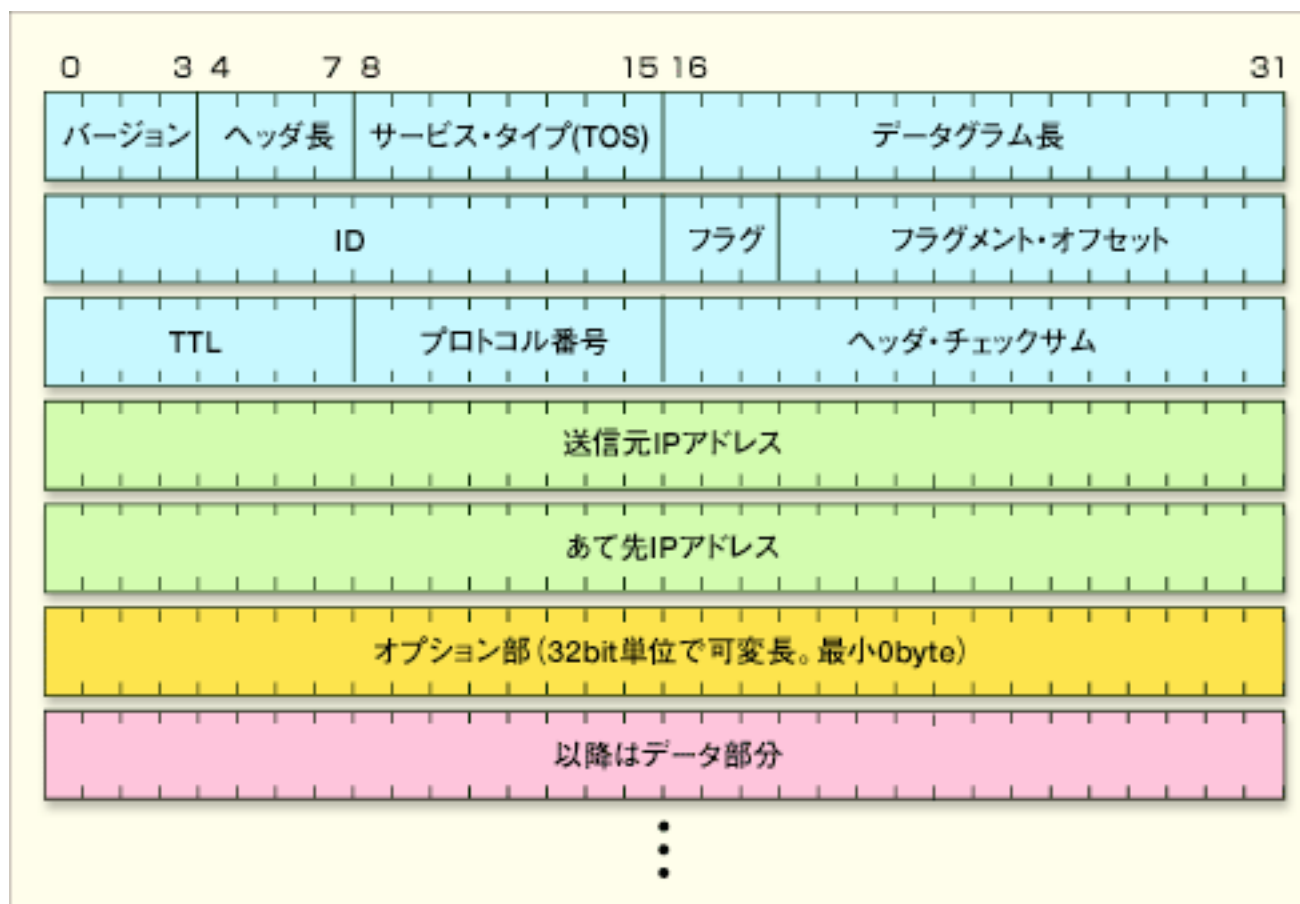 0 3 4 7 8 15 16 31
バージョン ヘッダ長 サービス・タイプ(TOS) データグラム長
ID フラグ フラグメント・オフセット
TTL プロトコル番号 ヘッダ・チェックサム
送信元IPアドレス
あて先IPアドレス
オプション部(32bit単位で可変長。最小0byte)
以降はデータ部分